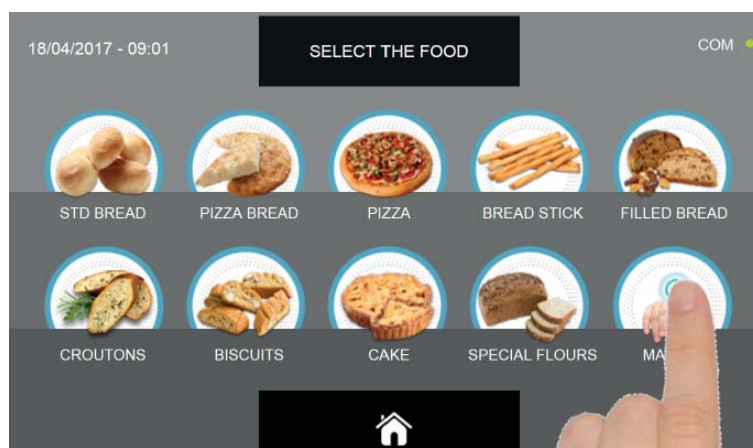 18/04/2017 - 09:01
SELECT THE FOOD
COM
STD BREAD
PIZZA BREAD
PIZZA
BREAD STICK
FILLED BREAD
CROUTONS
BISCUITS
CAKE
SPECIAL FLOURS